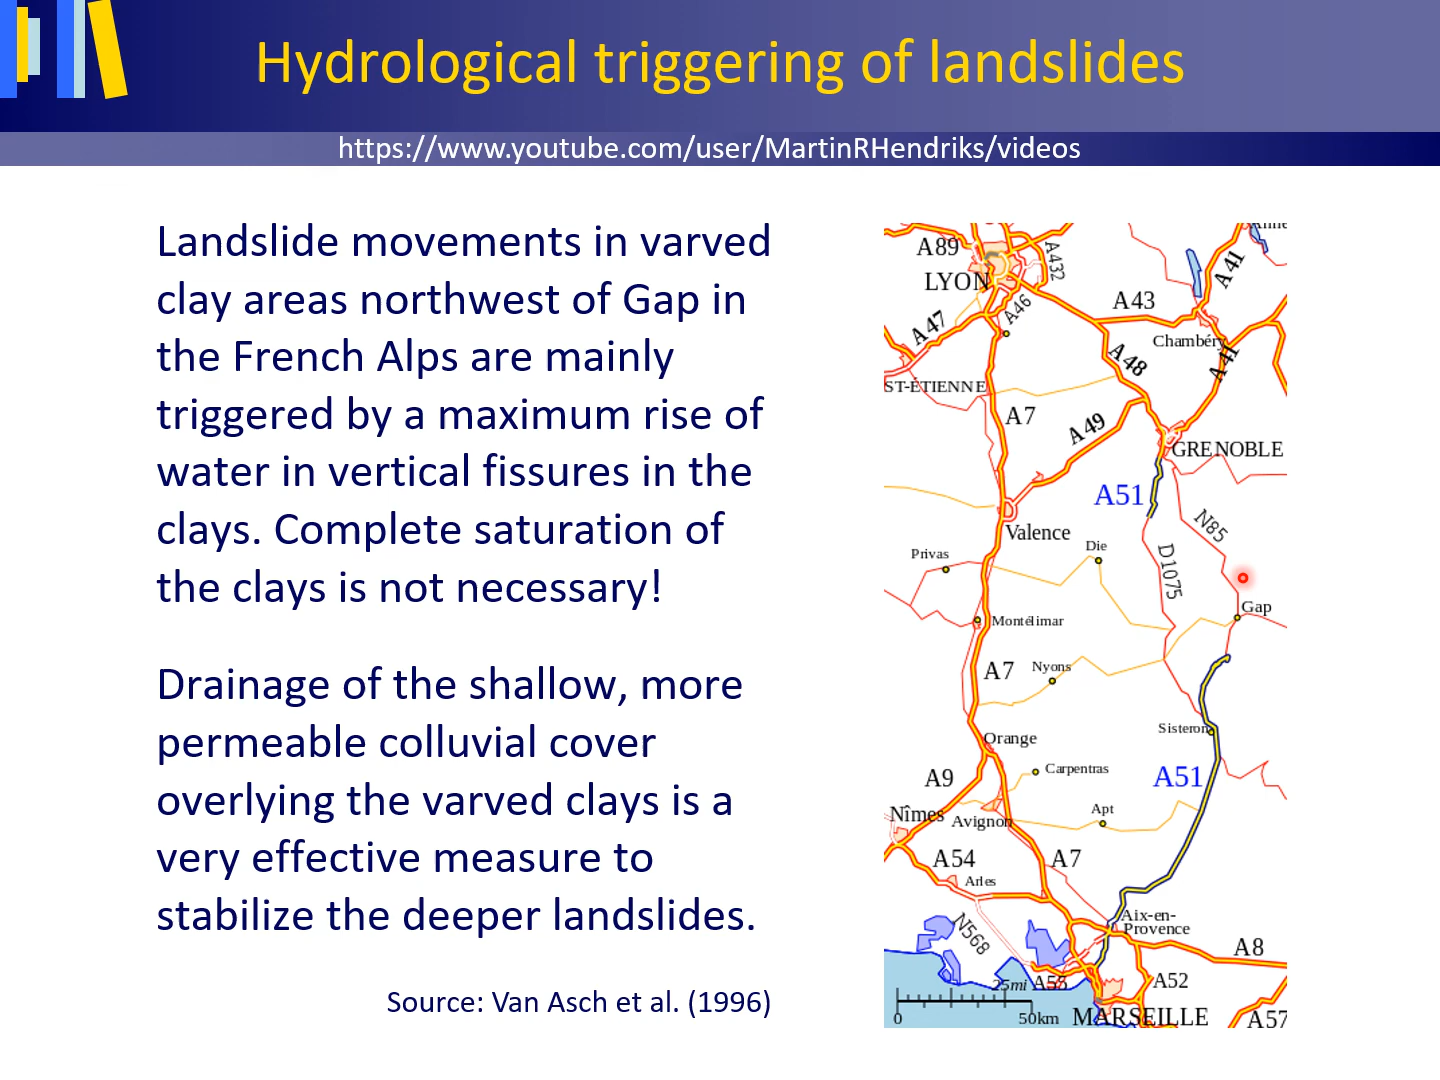 Hydrological triggering of landslides
https://www.youtube.com/user/MartinRHendriks/videos
Landslide movements in varved
clay areas northwest of Gap in
the French Alps are mainly
triggered by a maximum rise of
water in vertical fissures in the
clays. Complete saturation of
the clays is not necessary!
Drainage of the shallow, more
permeable colluvial cover
overlying the varved clays is a
very effective measure to
stabilize the deeper landslides.
Source: Van Asch et al. (1996)
A89
A432
LYON
A41
A43
A46
A47
Chambéry
A48
A41
ST-ÉTIENNE
A7
A49
GRENOBLE
A51
N85
Valence
Die
Privas
D1075
Gap
Montélimar
A7
Nyons
Sisteron
Orange
Carpentras
A9
A51
Nîmes
Avignon
Apt
A54
A7
Arles
Aix-en-
Provence
N568
A8
25mi
A52
0
50km
MARSEILLE
A57